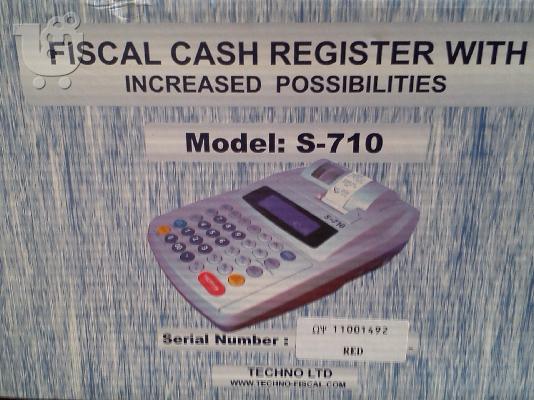 FISCAL CASH REGISTER WITH
INCREASED POSSIBILITIES
Model: S-710
S-710
Serial Number :
ΩΨ 11001492
RED
TECHNO LTD
WWW.TECHNO-FISCAL.COM